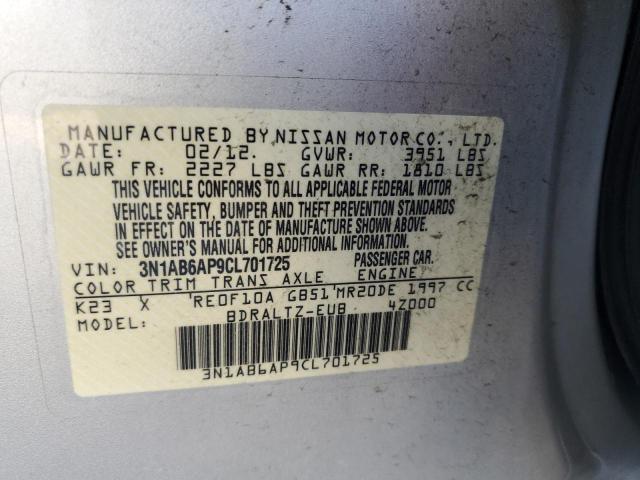 MANUFACTURED BY NISSAN MOTOR CO., LTD.
DATE: 02/12. GVWR: 3951 LBS
GAWR FR: 2227 LBS GAWR RR: 1810 LBS
THIS VEHICLE CONFORMS TO ALL APPLICABLE FEDERAL MOTOR
VEHICLE SAFETY, BUMPER AND THEFT PREVENTION STANDARDS
IN EFFECT ON THE DATE OF MANUFACTURE SHOWN ABOVE.
SEE OWNER'S MANUAL FOR ADDITIONAL INFORMATION.
VIN: 3N1AB6AP9CL701725 PASSENGER CAR.
COLOR TRIM TRANS AXLE ENGINE
K23 X 'RE0F10A GB51'MR20DE 1997 CC
MODEL: BDRALTZ-EUB 4Z000
3N1AB6AP9CL701725